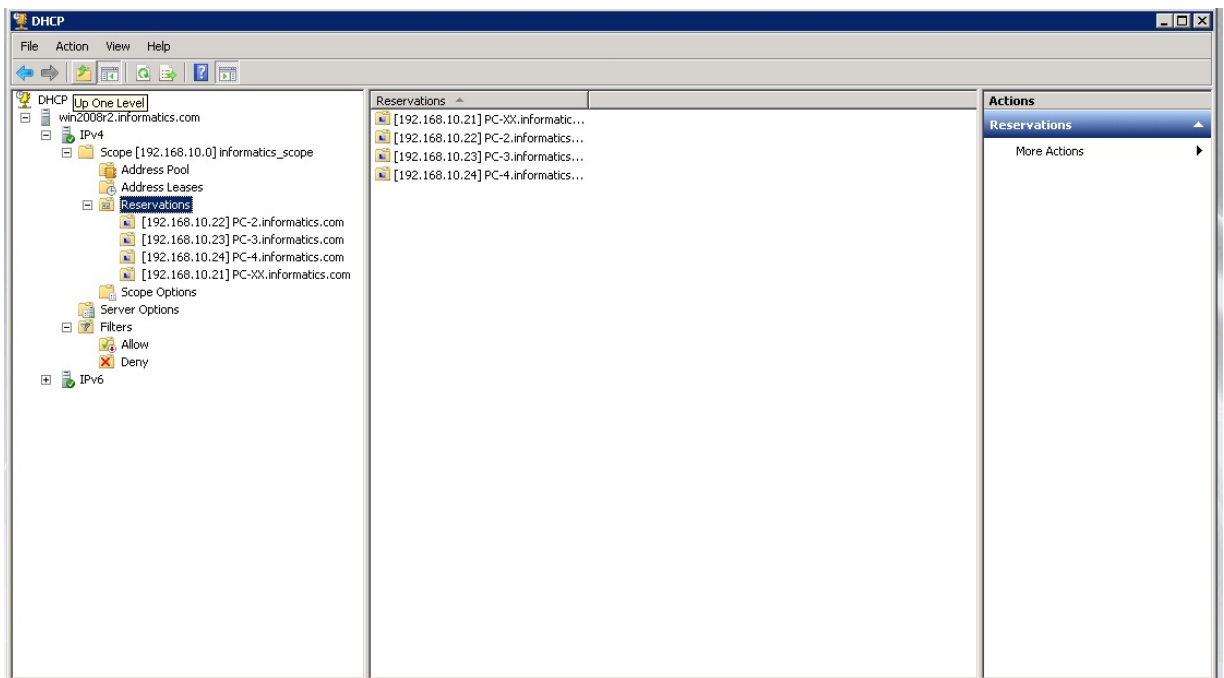 DHCP
File Action View Help
DHCP Up One Level
Reservations
Actions
win2008r2.informatics.com
[192.168.10.21] PC-XX.informatic...
Reservations
IPv4
[192.168.10.22] PC-2.informatics...
Scope [192.168.10.0] informatics_scope
[192.168.10.23] PC-3.informatics...
More Actions
Address Pool
[192.168.10.24] PC-4.informatics...
Address Leases
Reservations
[192.168.10.22] PC-2.informatics.com
[192.168.10.23] PC-3.informatics.com
[192.168.10.24] PC-4.informatics.com
[192.168.10.21] PC-XX.informatics.com
Scope Options
Server Options
Filters
Allow
Deny
IPv6